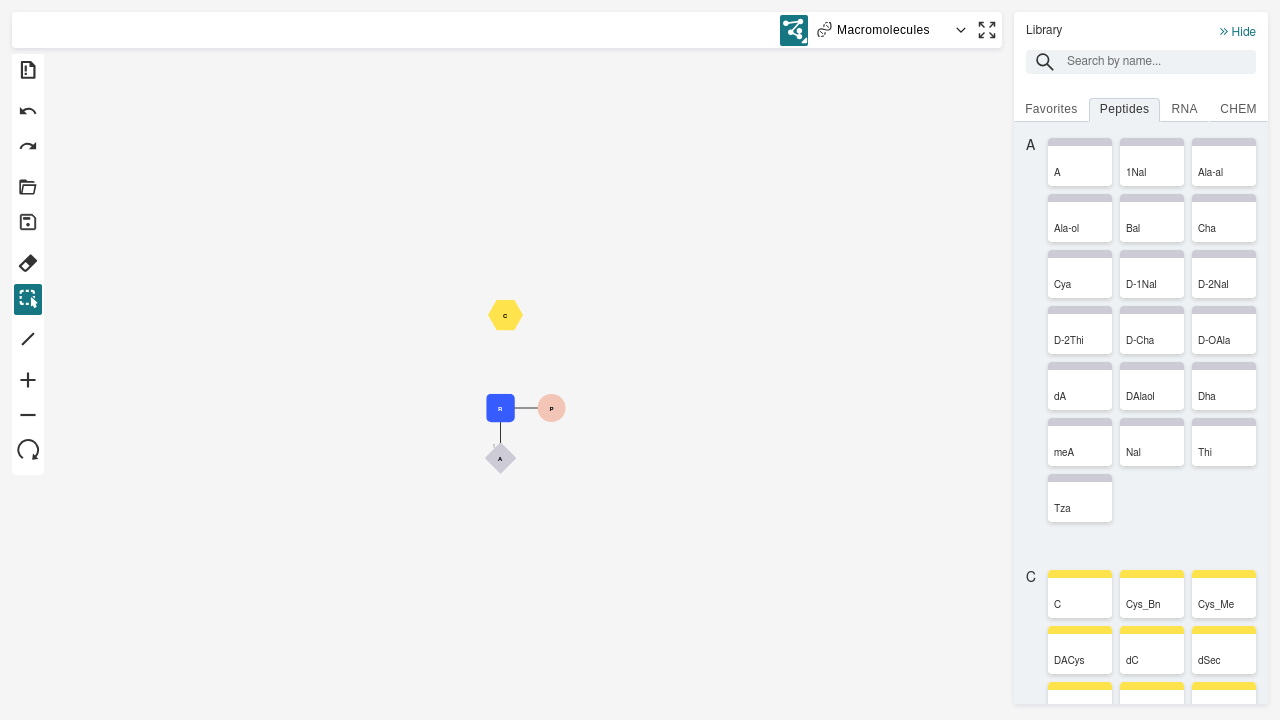 Macromolecules
Library
Hide
Search by name...
Favorites Peptides RNA CHEM
A
A 1Nal Ala-al
Ala-ol Bal Cha
Cya D-1Nal D-2Nal
D-2Thi D-Cha D-OAla
dA DAlaol Dha
meA Nal Thi
Tza
C
C Cys_Bn Cys_Me
DACys dC dSec
C
R P
A